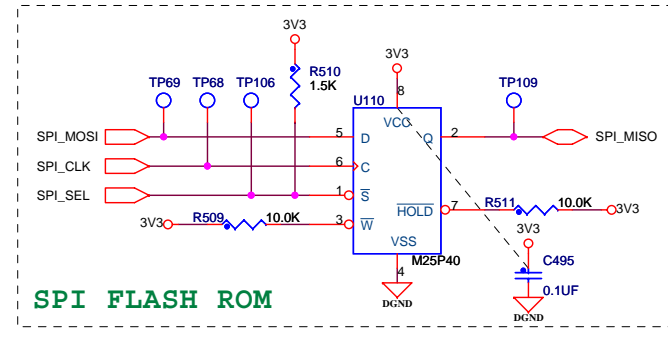 3V3
TP69 TP68 TP106 R510 3V3 TP109
1.5K
8
U110
VCC
SPI_MOSI 5 D Q 2 SPI_MISO
SPI_CLK 6 C
SPI_SEL 1 S
HOLD 7 R511 10.0K 3V3
3V3 R509 10.0K 3 W
VSS 3V3
M25P40 C495
4
SPI FLASH ROM DGND 0.1UF
DGND